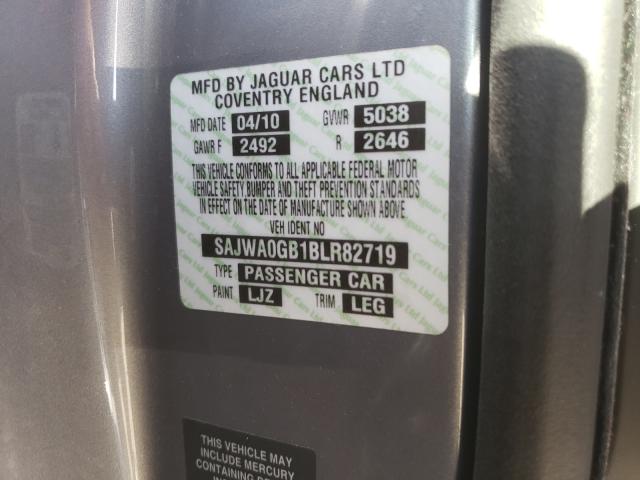 MFD BY JAGUAR CARS LTD
COVENTRY ENGLAND
MFD DATE 04/10 GVWR 5038
GAWR F 2492 R 2646
THIS VEHICLE CONFORMS TO ALL APPLICABLE FEDERAL MOTOR
VEHICLE SAFETY BUMPER AND THEFT PREVENTION STANDARDS
IN EFFECT ON THE DATE OF MANUFACTURE SHOWN ABOVE
VEH IDENT NO
SAJWA0GB1BLR82719
TYPE PASSENGER CAR
PAINT LJZ TRIM LEG
THIS VEHICLE MAY
INCLUDE MERCURY
CONTAINING